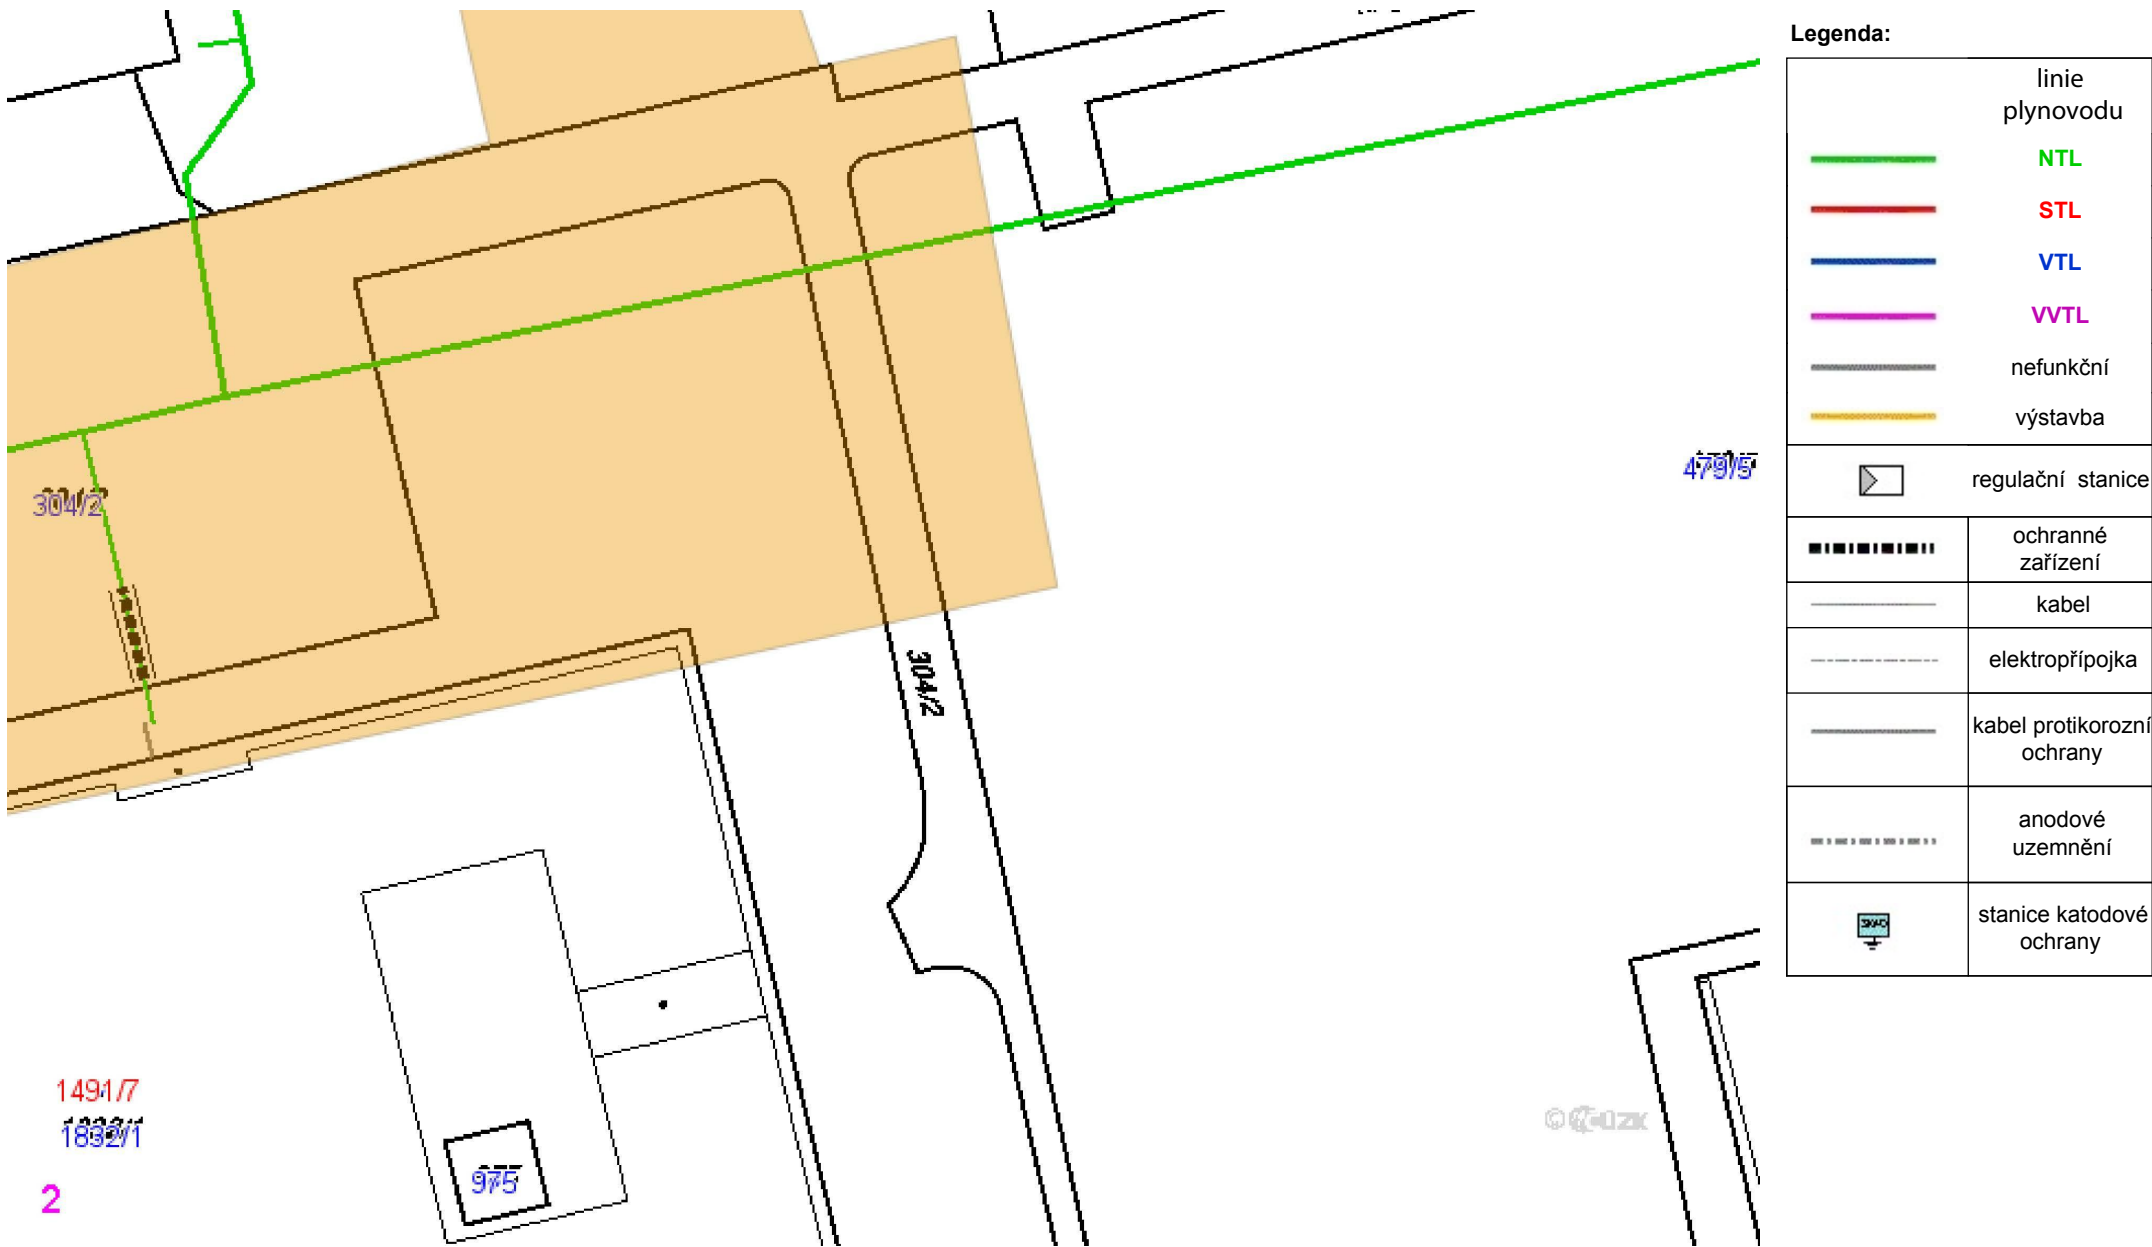 304/2
304/2
479/5
1491/7
1832/1
975
2
Legenda:
linie
plynovodu
NTL
STL
VTL
VVTL
nefunkční
výstavba
regulační stanice
ochranné
zařízení
kabel
elektropřípojka
kabel protikorozní
ochrany
anodové
uzemnění
stanice katodové
ochrany